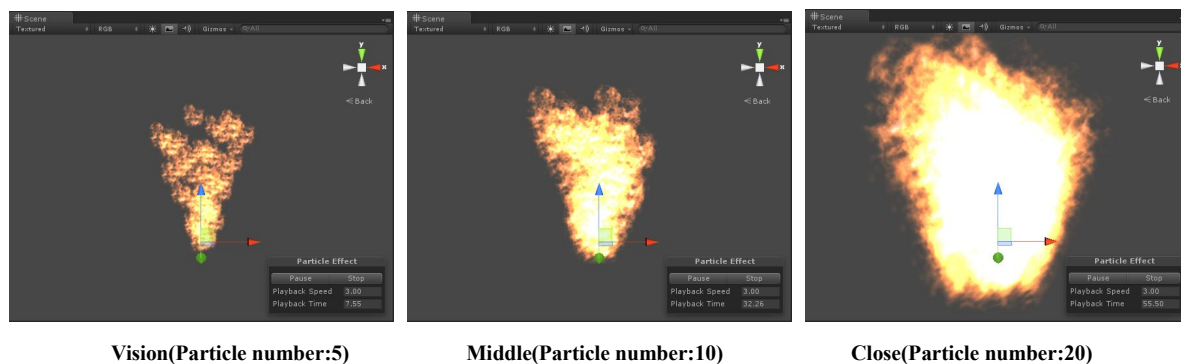 Scene
Textured RGB Gizmos All
y
x
Back
Particle Effect
Pause Stop
Playback Speed 3.00
Playback Time 7.55
Vision(Particle number:5)
Scene
Textured RGB Gizmos All
y
x
Back
Particle Effect
Pause Stop
Playback Speed 3.00
Playback Time 32.26
Middle(Particle number:10)
Scene
Textured RGB Gizmos All
y
x
Back
Particle Effect
Pause Stop
Playback Speed 3.00
Playback Time 55.50
Close(Particle number:20)